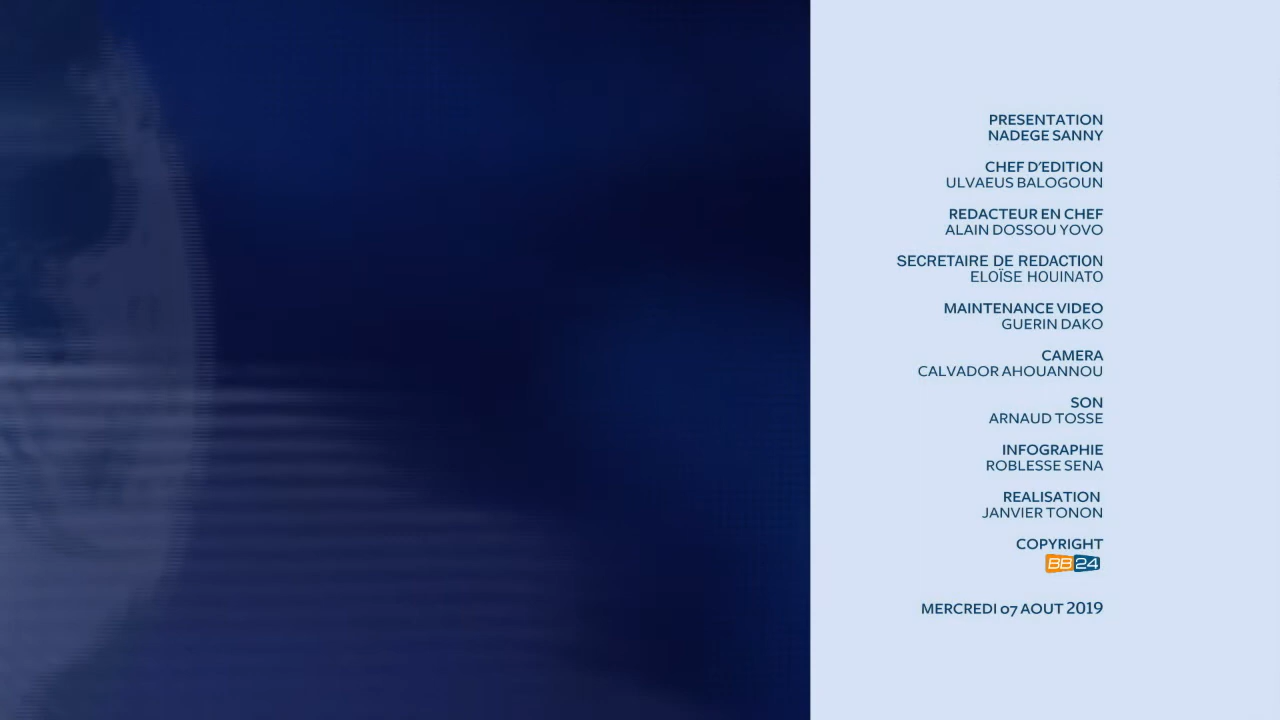 PRESENTATION
NADEGE SANNY
CHEF D'EDITION
ULVAEUS BALOGOUN
REDACTEUR EN CHEF
ALAIN DOSSOU YOVO
SECRETAIRE DE REDACTION
ELOÏSE HOUINATO
MAINTENANCE VIDEO
GUERIN DAKO
CAMERA
CALVADOR AHOUANNOU
SON
ARNAUD TOSSE
INFOGRAPHIE
ROBLESSE SENA
REALISATION
JANVIER TONON
COPYRIGHT
BB24
MERCREDI 07 AOUT 2019